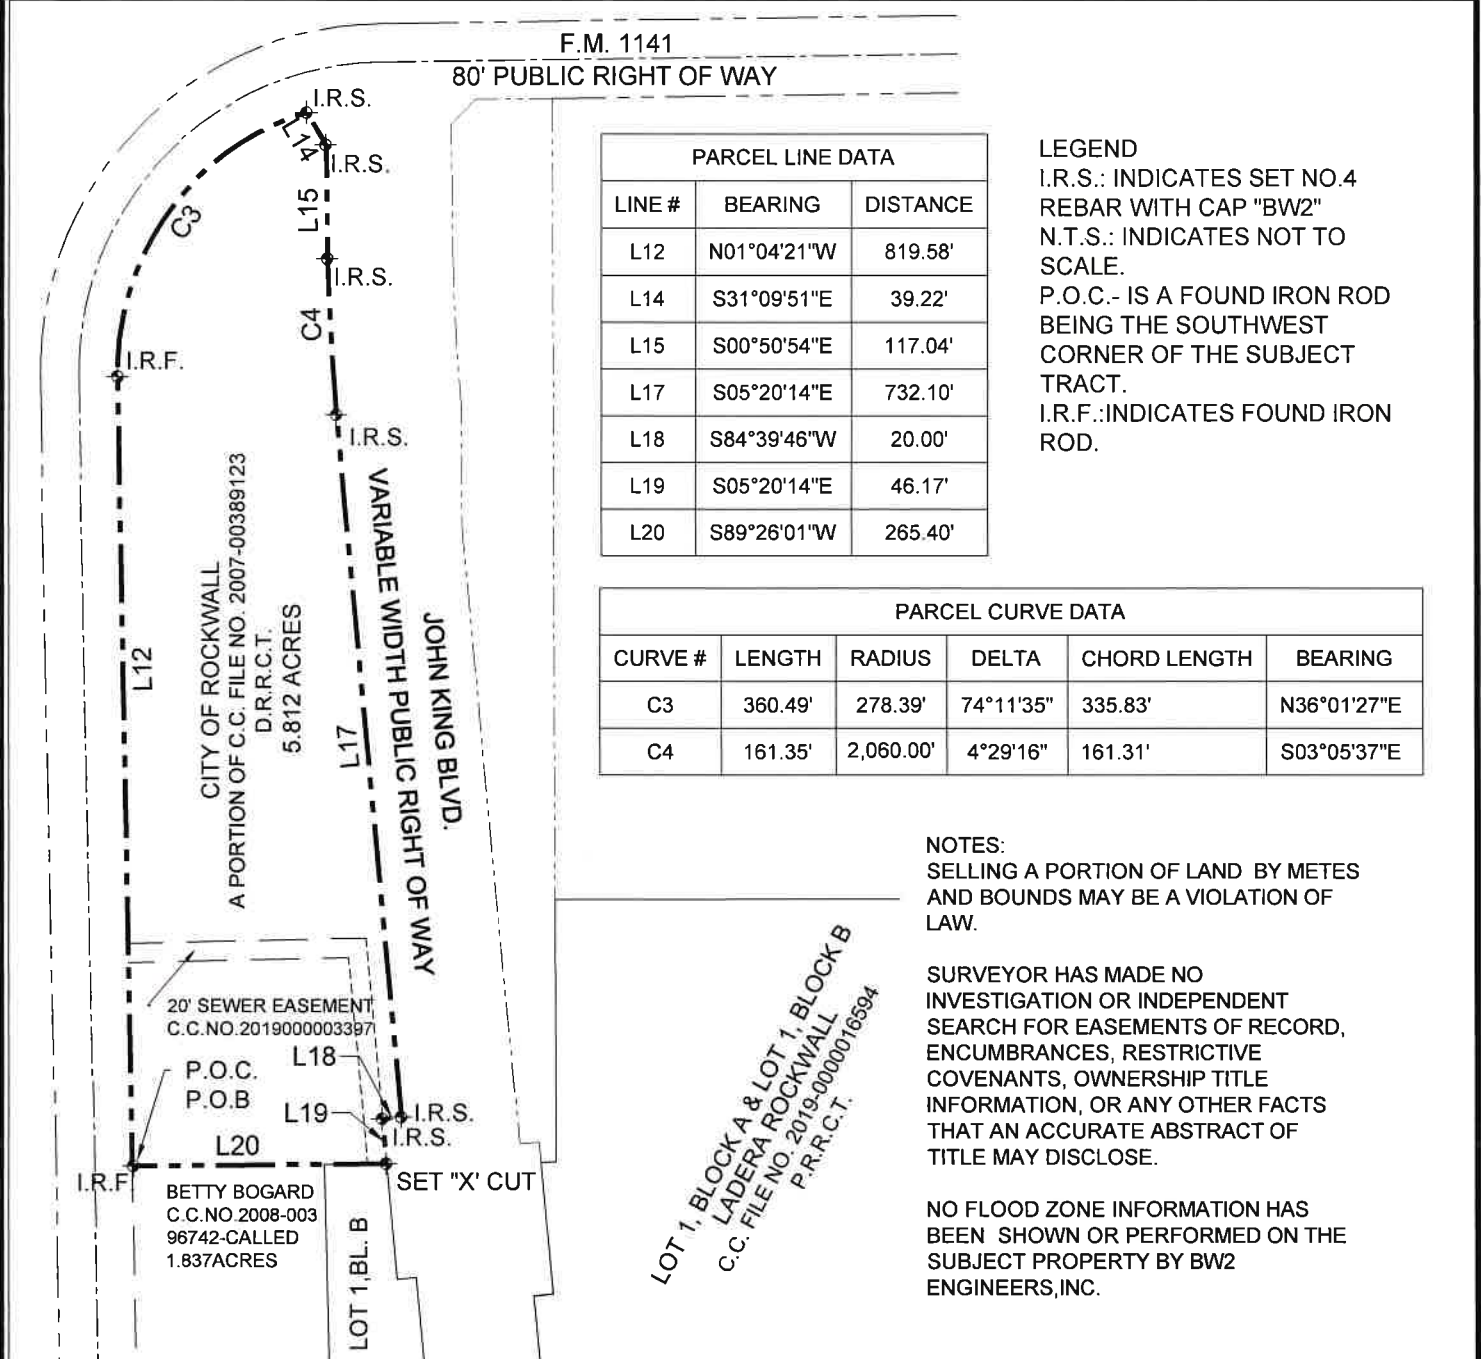 F.M. 1141
80' PUBLIC RIGHT OF WAY
I.R.S.
L14
I.R.S.
L15
C3
I.R.S.
C4
I.R.F.
I.R.S.
PARCEL LINE DATA
LINE # BEARING DISTANCE
L12 N01°04'21"W 819.58'
L14 S31°09'51"E 39.22'
L15 S00°50'54"E 117.04'
L17 S05°20'14"E 732.10'
L18 S84°39'46"W 20.00'
L19 S05°20'14"E 46.17'
L20 S89°26'01"W 265.40'
LEGEND
I.R.S.: INDICATES SET NO.4
REBAR WITH CAP "BW2"
N.T.S.: INDICATES NOT TO
SCALE.
P.O.C.- IS A FOUND IRON ROD
BEING THE SOUTHWEST
CORNER OF THE SUBJECT
TRACT.
I.R.F.:INDICATES FOUND IRON
ROD.
PARCEL CURVE DATA
CURVE # LENGTH RADIUS DELTA CHORD LENGTH BEARING
C3 360.49' 278.39' 74°11'35" 335.83' N36°01'27"E
C4 161.35' 2,060.00' 4°29'16" 161.31' S03°05'37"E
L12
CITY OF ROCKWALL
A PORTION OF C.C. FILE NO. 2007-00389123
D.R.R.C.T.
5.812 ACRES
L17
VARIABLE WIDTH PUBLIC RIGHT OF WAY
JOHN KING BLVD.
20' SEWER EASEMENT
C.C.NO.2019000003397
L18
P.O.C.
P.O.B
L19
I.R.S.
I.R.S.
L20
I.R.F
SET "X' CUT
BETTY BOGARD
C.C.NO.2008-003
96742-CALLED
1.837ACRES
LOT 1,BL. B
LOT 1, BLOCK A & LOT 1, BLOCK B
LADERA ROCKWALL
C.C. FILE NO. 2019-0000016594
P.R.R.C.T.
NOTES:
SELLING A PORTION OF LAND BY METES
AND BOUNDS MAY BE A VIOLATION OF
LAW.
SURVEYOR HAS MADE NO
INVESTIGATION OR INDEPENDENT
SEARCH FOR EASEMENTS OF RECORD,
ENCUMBRANCES, RESTRICTIVE
COVENANTS, OWNERSHIP TITLE
INFORMATION, OR ANY OTHER FACTS
THAT AN ACCURATE ABSTRACT OF
TITLE MAY DISCLOSE.
NO FLOOD ZONE INFORMATION HAS
BEEN SHOWN OR PERFORMED ON THE
SUBJECT PROPERTY BY BW2
ENGINEERS,INC.